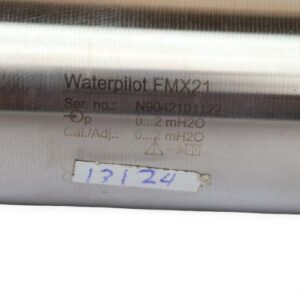 Waterpilot FMX21
Ser. no.: N9042101122
p 0...2 mH2O
Cal./Adj.: 0...2 mH2O
13124